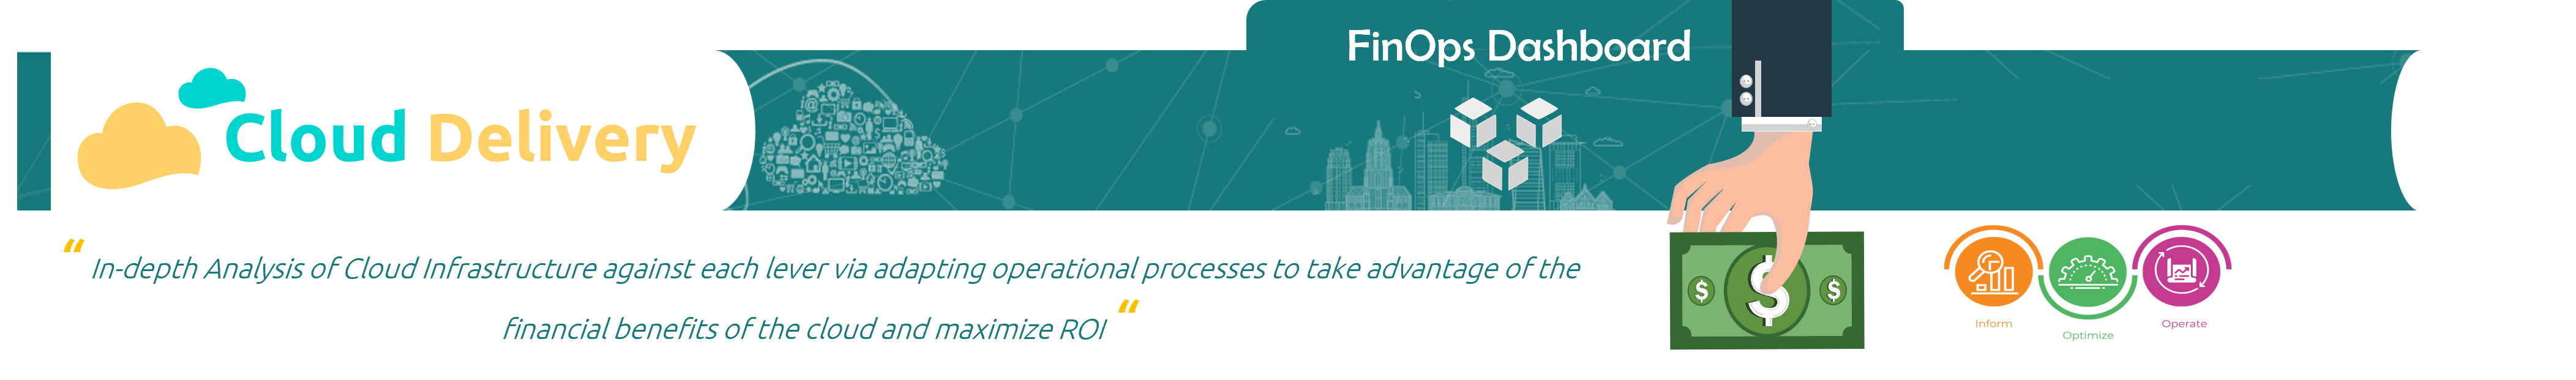 FinOps Dashboard
Cloud Delivery
“ In-depth Analysis of Cloud Infrastructure against each lever via adapting operational processes to take advantage of the
financial benefits of the cloud and maximize ROI “
$ $ $
Inform
Optimize
Operate